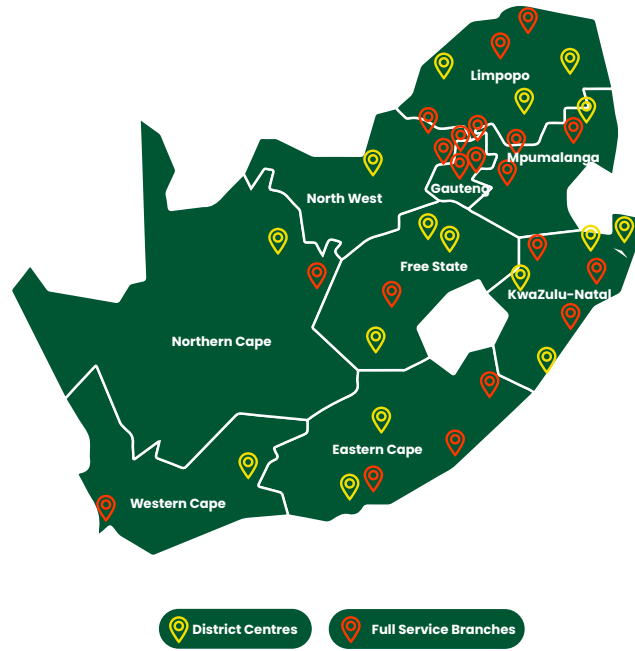 Limpopo
Mpumalanga
Gauteng
North West
Free State
KwaZulu-Natal
Northern Cape
Eastern Cape
Western Cape
District Centres
Full Service Branches